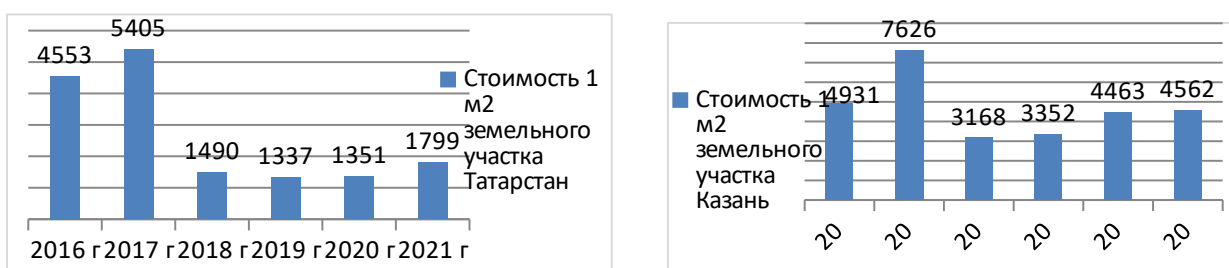 5405
4553
1490
1337
1351
1799
Стоимость 1
м2
земельного
участка
Татарстан
2016 г 2017 г 2018 г 2019 г 2020 г 2021 г
7626
4931
3168
3352
4463
4562
Стоимость 1
м2
земельного
участка
Казань
20 20 20 20 20 20